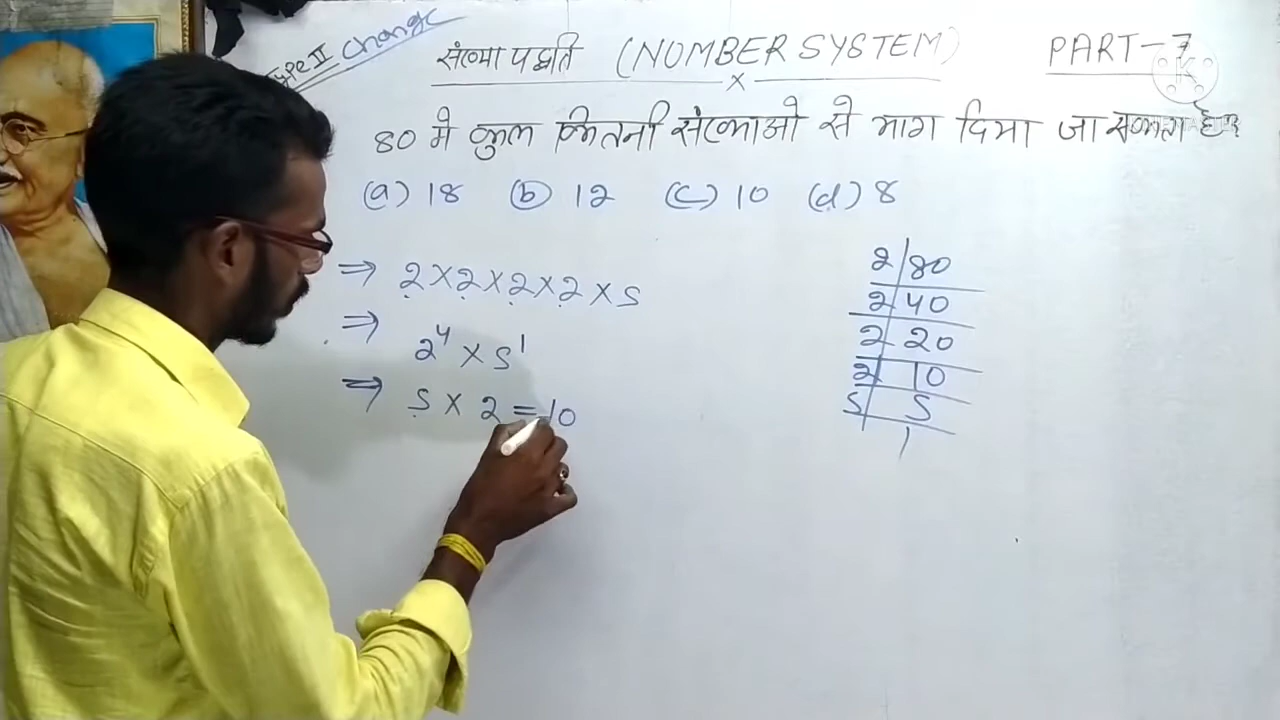 Type II Change
संख्या पद्धति (NUMBER SYSTEM) PART-7
80 मे कुल कितनी संख्याओ से भाग दिया जा सकता है
(a) 18 (b) 12 (c) 10 (d) 8
⇒ 2×2×2×2×5
⇒ 2⁴ × 5¹
⇒ 5 × 2 = 10
2 80
2 40
2 20
2 10
5 5
1